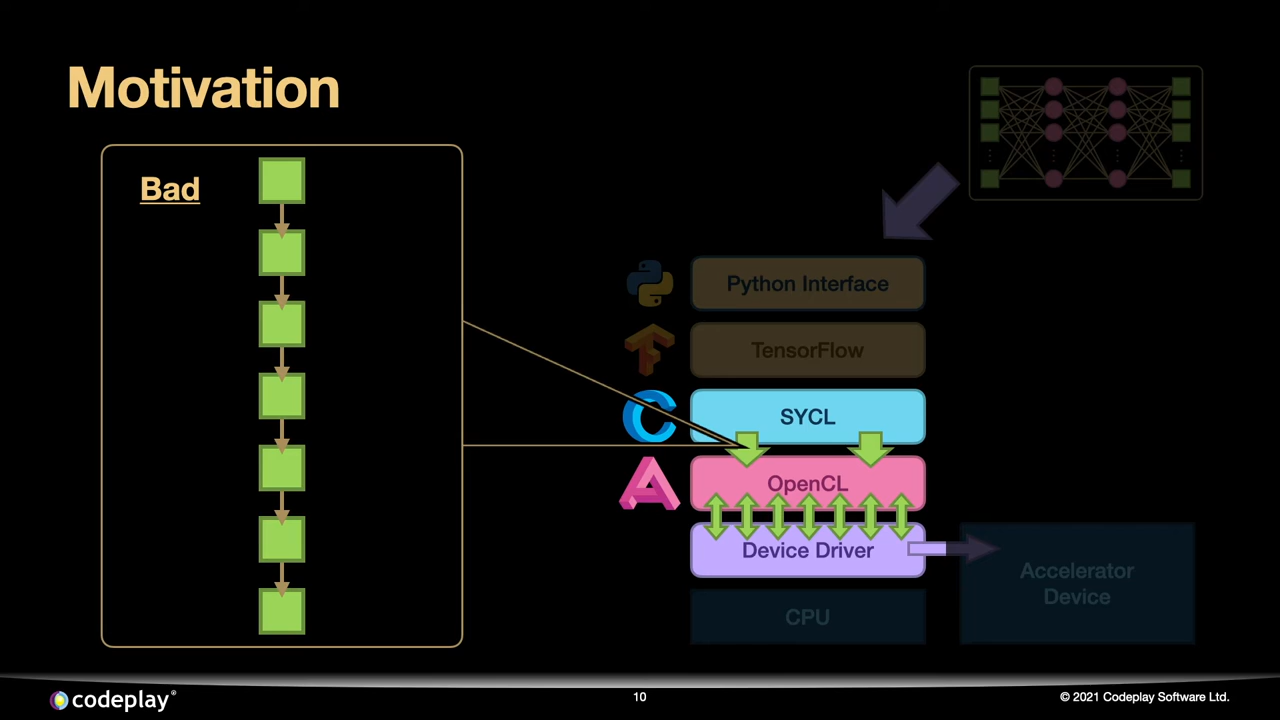 Motivation
Bad
Python Interface
TensorFlow
SYCL
OpenCL
Device Driver
Accelerator
Device
CPU
codeplay®
10
© 2021 Codeplay Software Ltd.